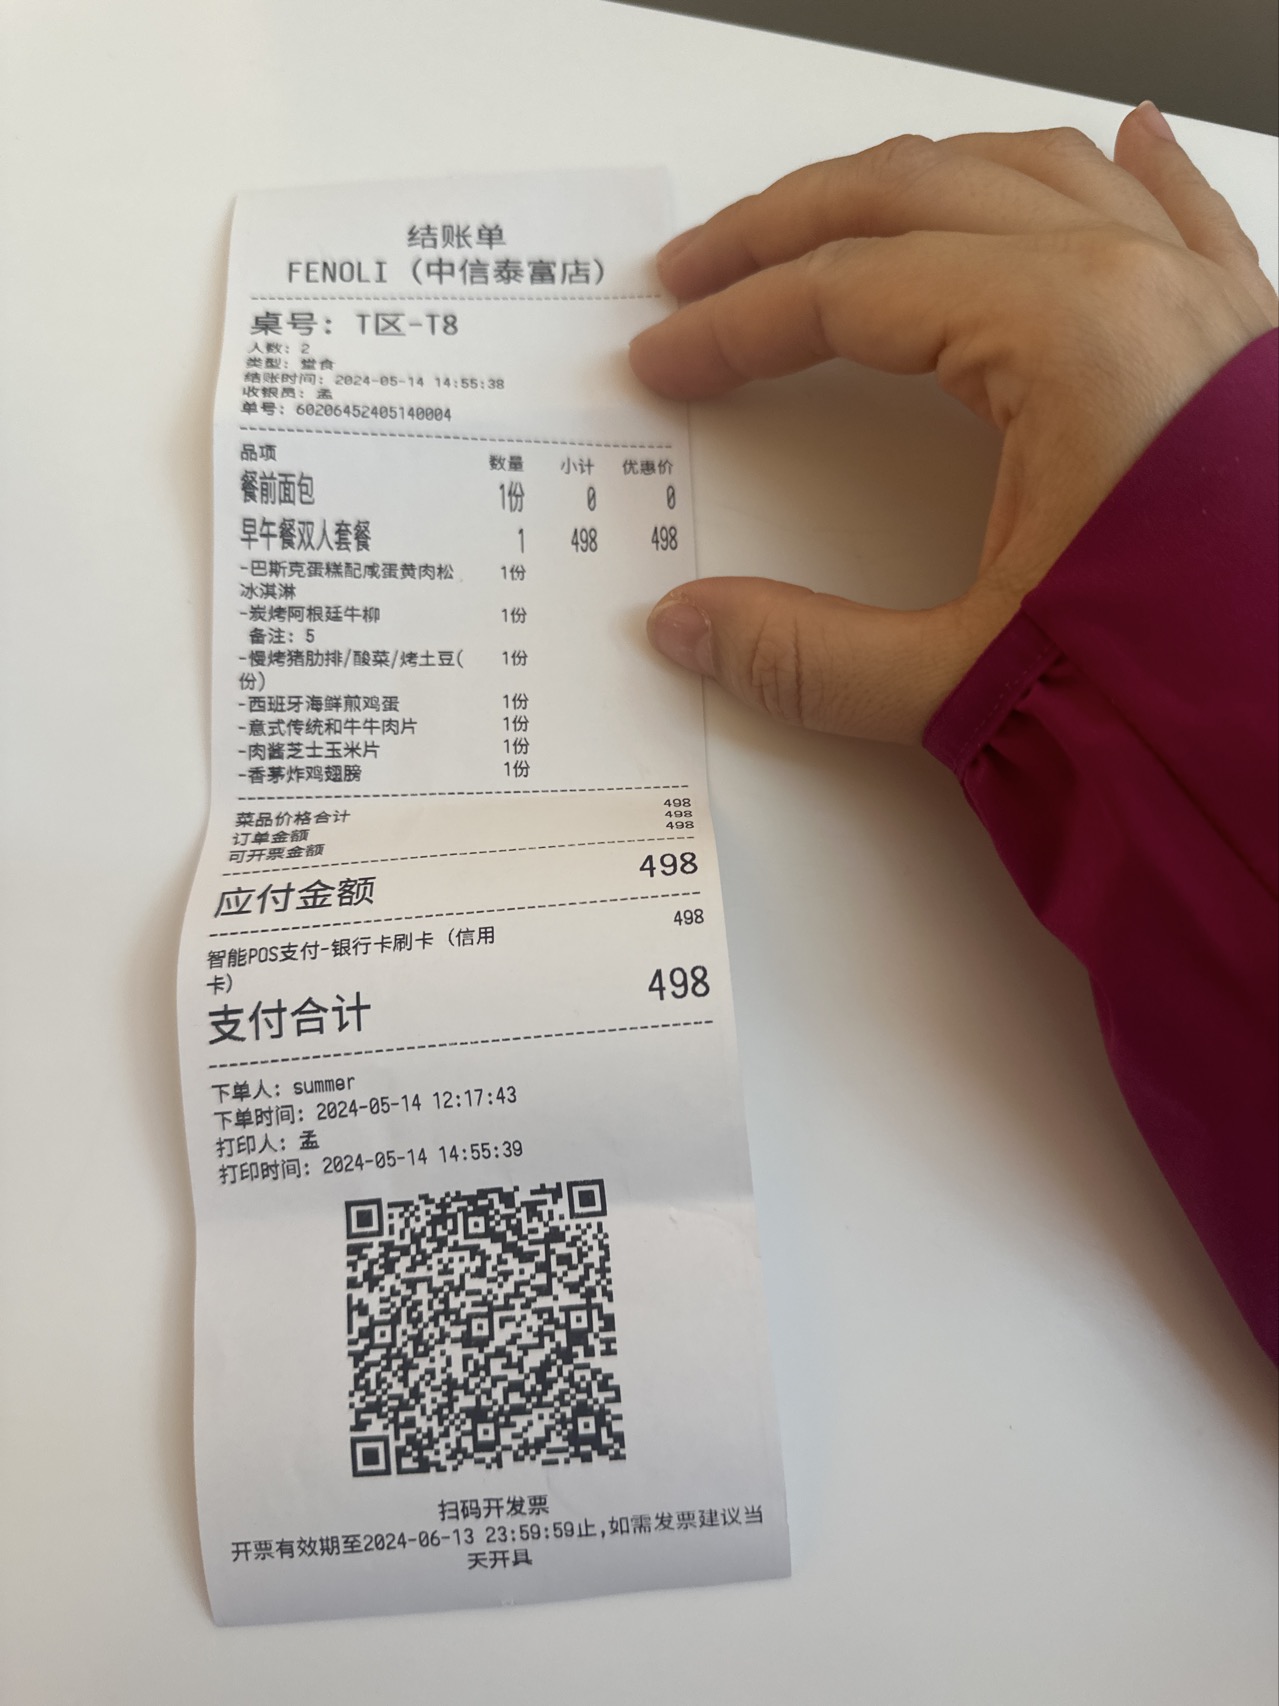 结账单
FENOLI（中信泰富店）
桌号：T区-T8
人数：2
类型：堂食
结账时间：2024-05-14 14:55:38
收银员：孟
单号：60206452405140004
品项 数量 小计 优惠价
餐前面包 1份 0 0
早午餐双人套餐 1 498 498
-巴斯克蛋糕配咸蛋黄肉松 1份
冰淇淋
-炭烤阿根廷牛柳 1份
备注：5
-慢烤猪肋排/酸菜/烤土豆( 1份
份)
-西班牙海鲜煎鸡蛋 1份
-意式传统和牛牛肉片 1份
-肉酱芝士玉米片 1份
-香茅炸鸡翅膀 1份
菜品价格合计 498
订单金额 498
可开票金额 498
应付金额 498
智能POS支付-银行卡刷卡（信用 498
卡）
支付合计 498
下单人：summer
下单时间：2024-05-14 12:17:43
打印人：孟
打印时间：2024-05-14 14:55:39
扫码开发票
开票有效期至2024-06-13 23:59:59止,如需发票建议当
天开具